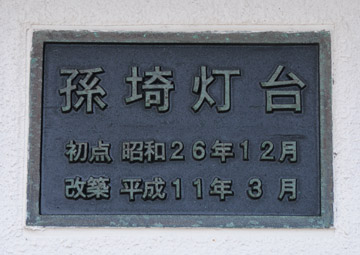 孫埼灯台
初点 昭和26年12月
改築 平成11年 3 月